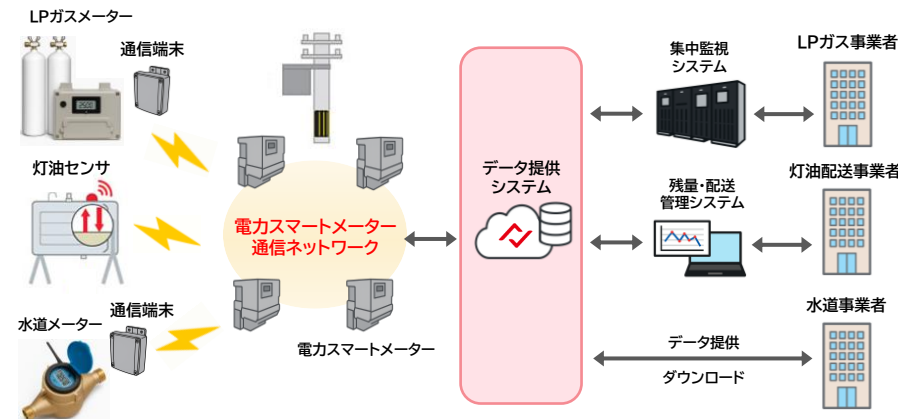 LPガスメーター
通信端末
灯油センサ
水道メーター
通信端末
電力スマートメーター
通信ネットワーク
電力スマートメーター
データ提供
システム
集中監視
システム
LPガス事業者
残量・配送
管理システム
灯油配送事業者
水道事業者
データ提供
ダウンロード